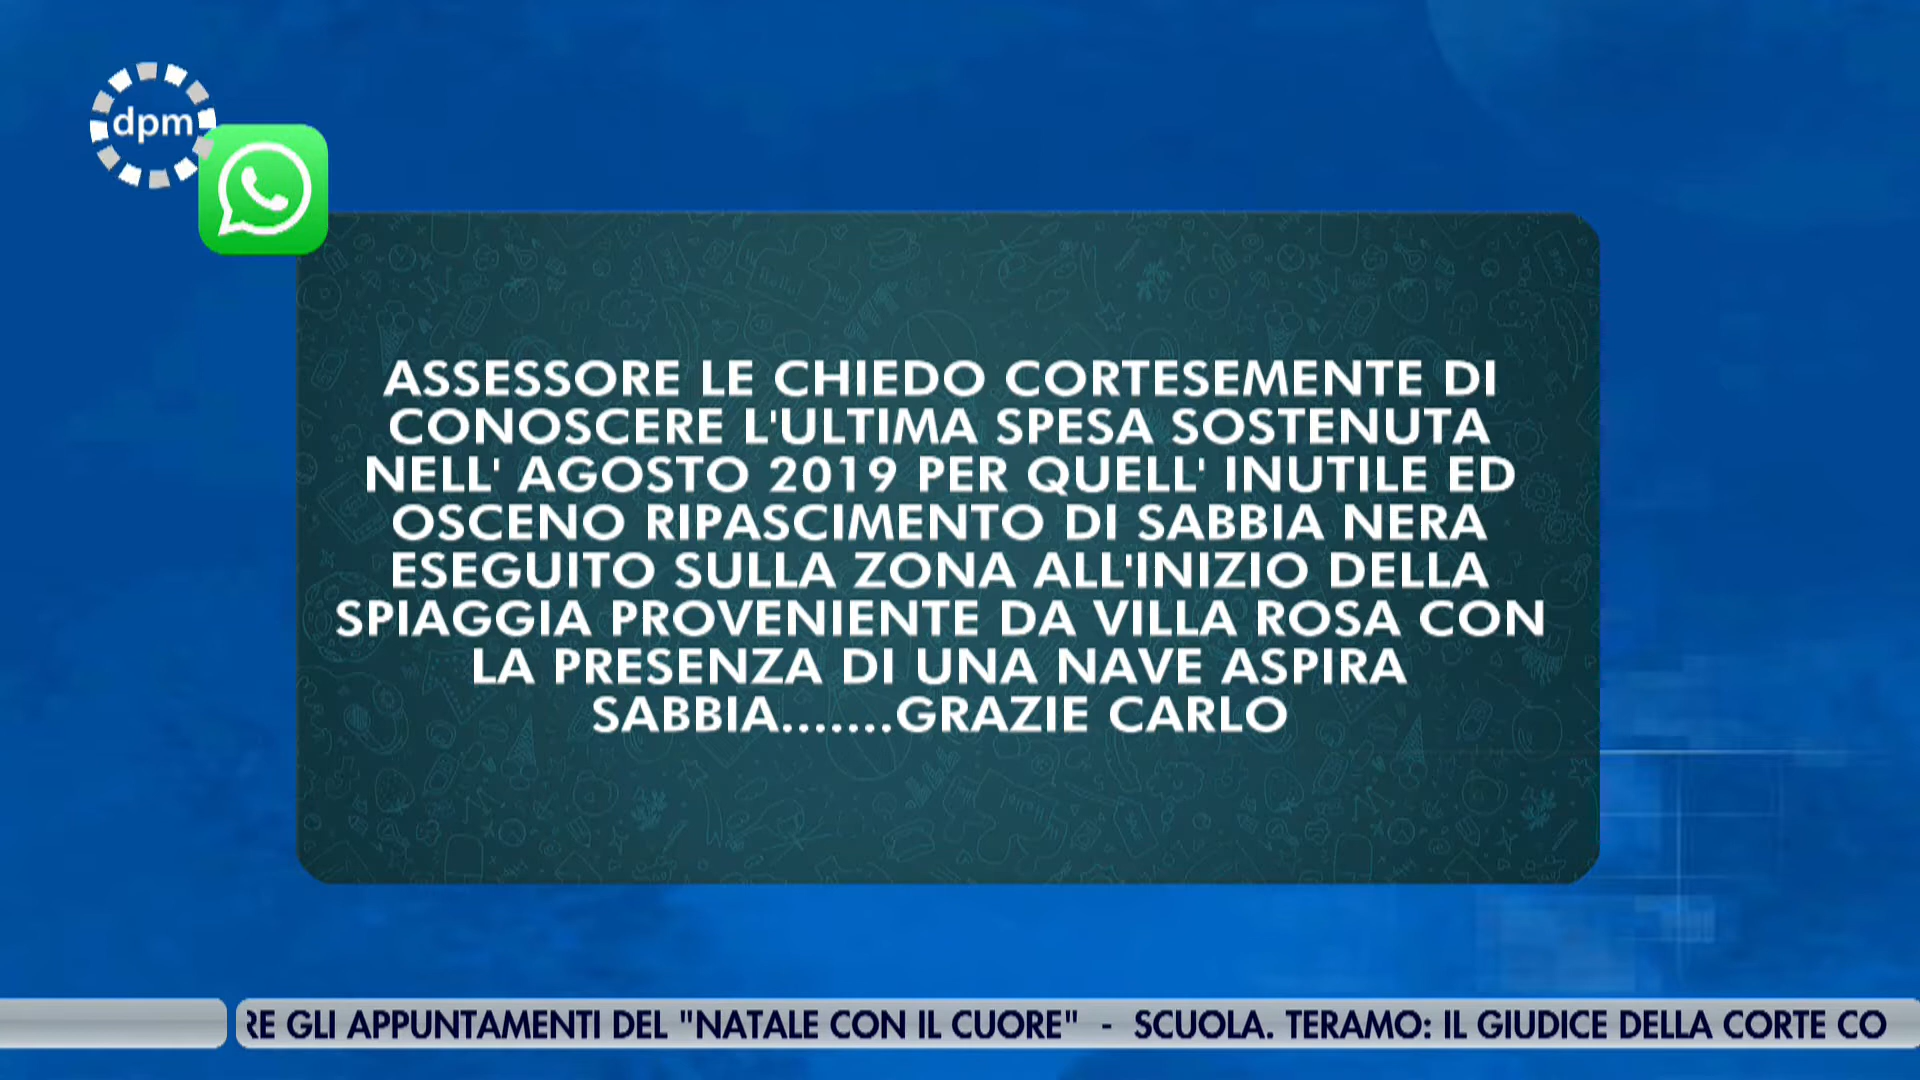 dpm
ASSESSORE LE CHIEDO CORTESEMENTE DI
CONOSCERE L'ULTIMA SPESA SOSTENUTA
NELL' AGOSTO 2019 PER QUELL' INUTILE ED
OSCENO RIPASCIMENTO DI SABBIA NERA
ESEGUITO SULLA ZONA ALL'INIZIO DELLA
SPIAGGIA PROVENIENTE DA VILLA ROSA CON
LA PRESENZA DI UNA NAVE ASPIRA
SABBIA.......GRAZIE CARLO
RE GLI APPUNTAMENTI DEL "NATALE CON IL CUORE" - SCUOLA. TERAMO: IL GIUDICE DELLA CORTE CO